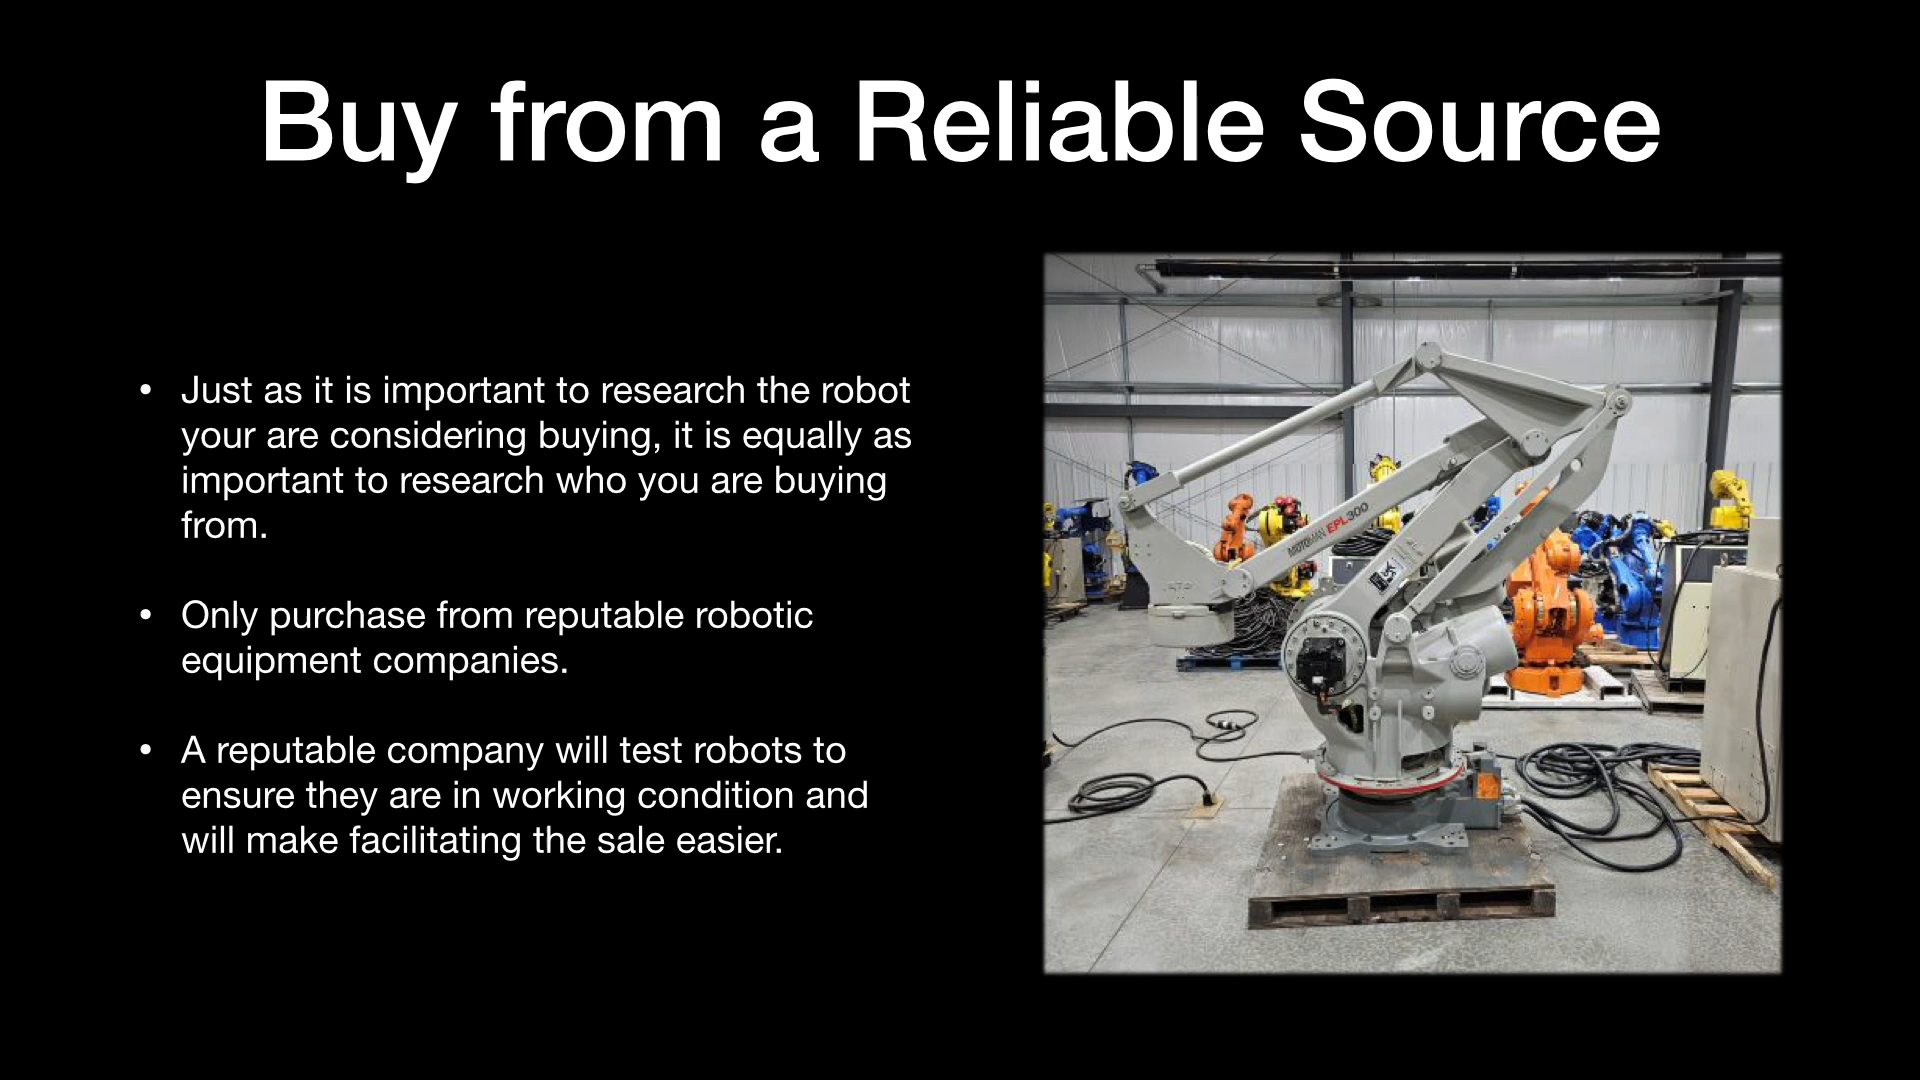 Buy from a Reliable Source
• Just as it is important to research the robot
your are considering buying, it is equally as
important to research who you are buying
from.
• Only purchase from reputable robotic
equipment companies.
• A reputable company will test robots to
ensure they are in working condition and
will make facilitating the sale easier.
MOTOMAN EPL300